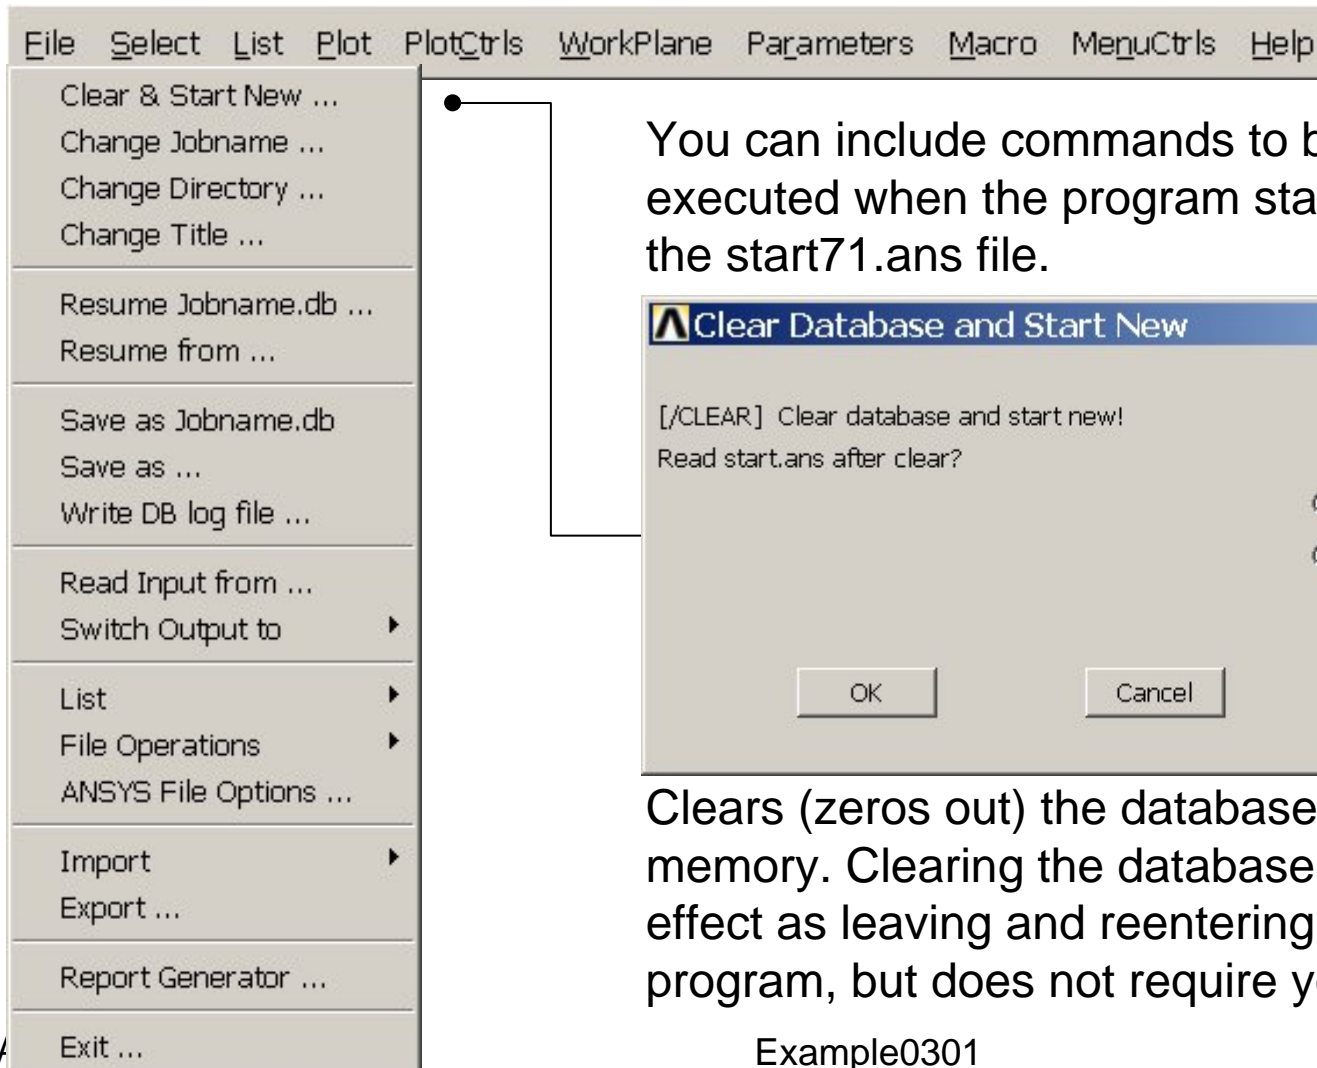 File Select List Plot PlotCtrls WorkPlane Parameters Macro MenuCtrls Help
Clear & Start New ...
Change Jobname ...
Change Directory ...
Change Title ...
Resume Jobname.db ...
Resume from ...
Save as Jobname.db
Save as ...
Write DB log file ...
Read Input from ...
Switch Output to
List
File Operations
ANSYS File Options ...
Import
Export ...
Report Generator ...
Exit ...
You can include commands to
executed when the program
the start71.ans file.
Clear Database and Start New
[/CLEAR] Clear database and start new!
Read start.ans after clear?
OK Cancel
Clears (zeros out) the database
memory. Clearing the database
effect as leaving and reentering
program, but does not require
Example0301